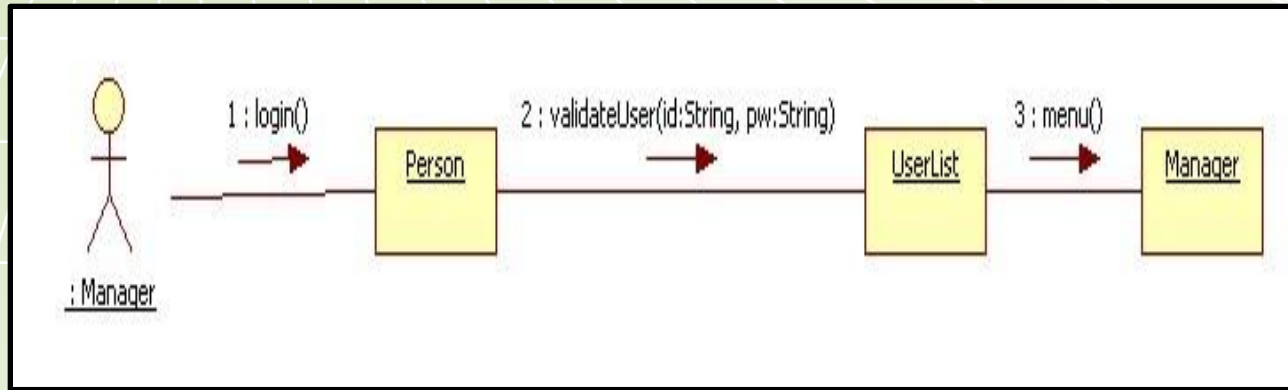 1 : login()
2 : validateUser(id:String, pw:String)
3 : menu()
Person
UserList
Manager
: Manager